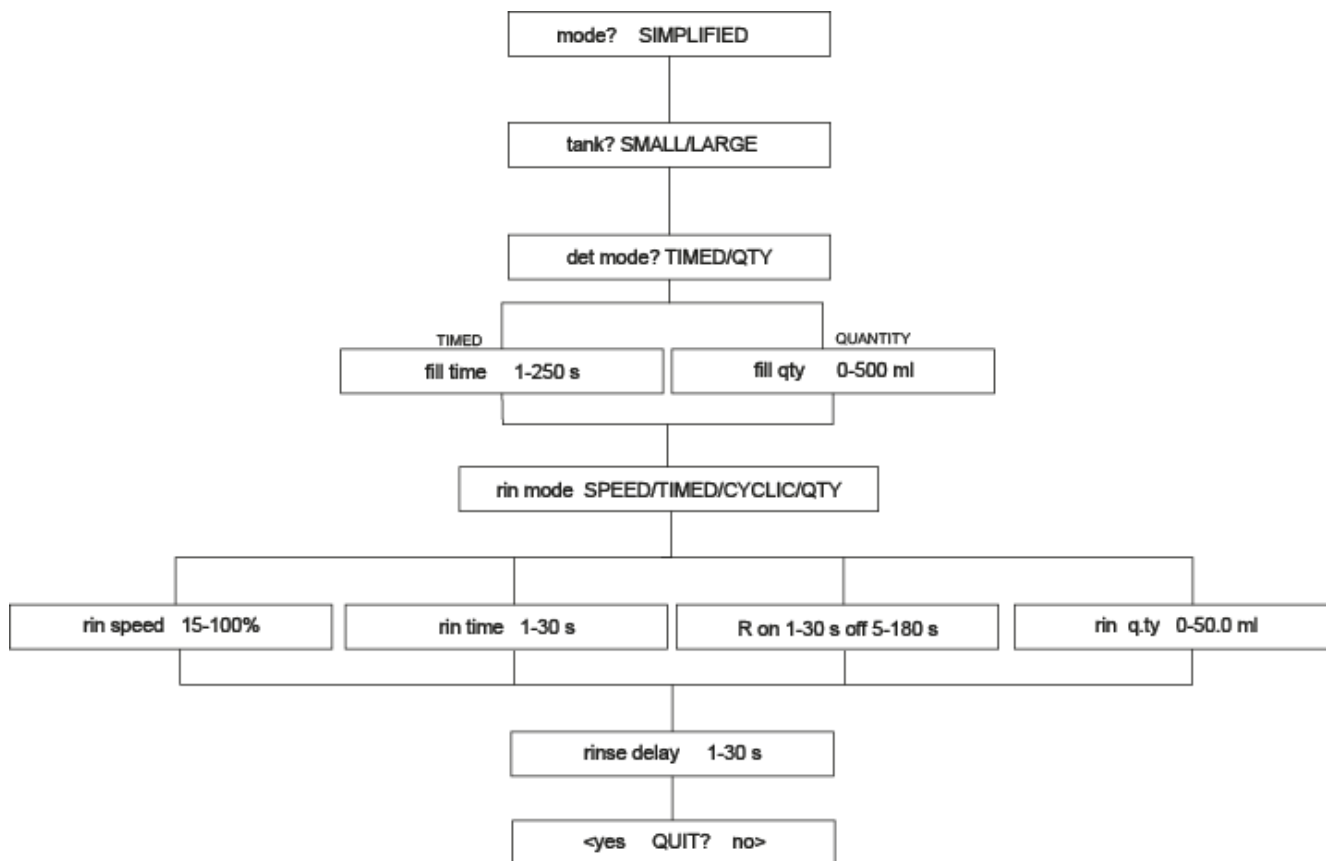 mode? SIMPLIFIED
tank? SMALL/LARGE
det mode? TIMED/QTY
TIMED
QUANTITY
fill time 1-250 s
fill qty 0-500 ml
rin mode SPEED/TIMED/CYCLIC/QTY
rin speed 15-100%
rin time 1-30 s
R on 1-30 s off 5-180 s
rin q.ty 0-50.0 ml
rinse delay 1-30 s
<yes QUIT? no>